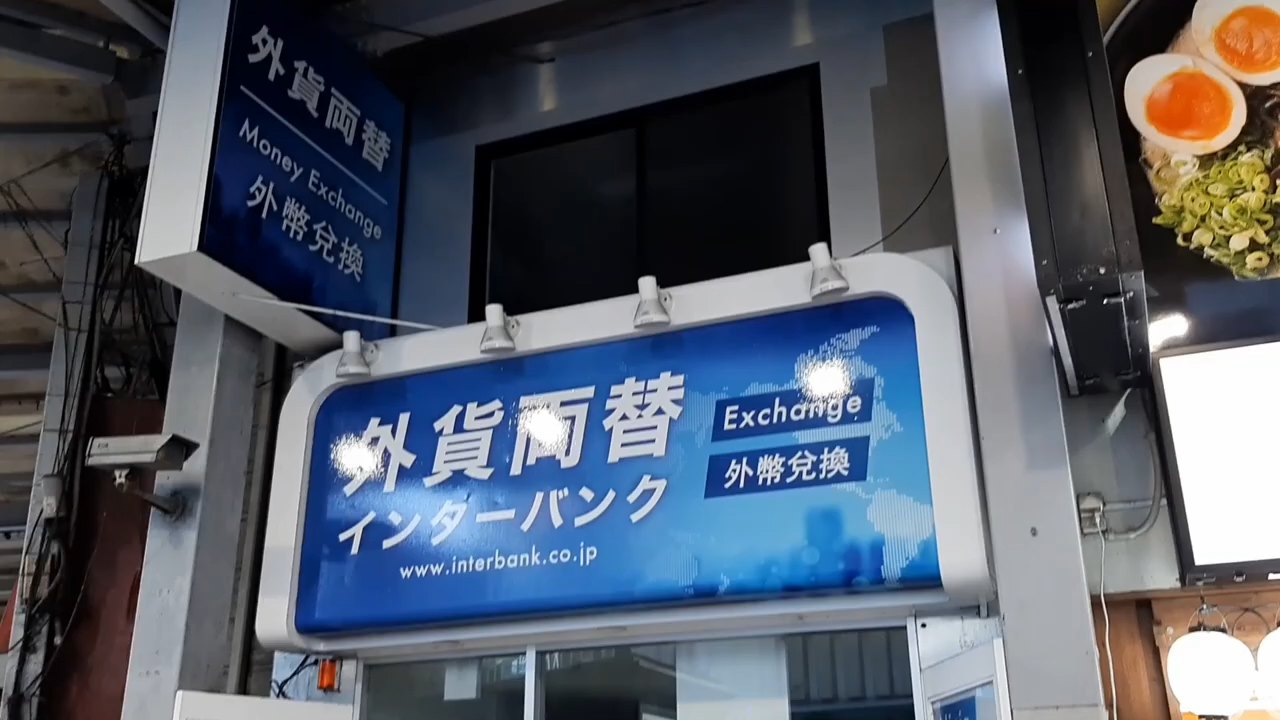 外貨両替
Money Exchange
外幣兌換
外貨両替
インターバンク
www.interbank.co.jp
Exchange
外幣兌換